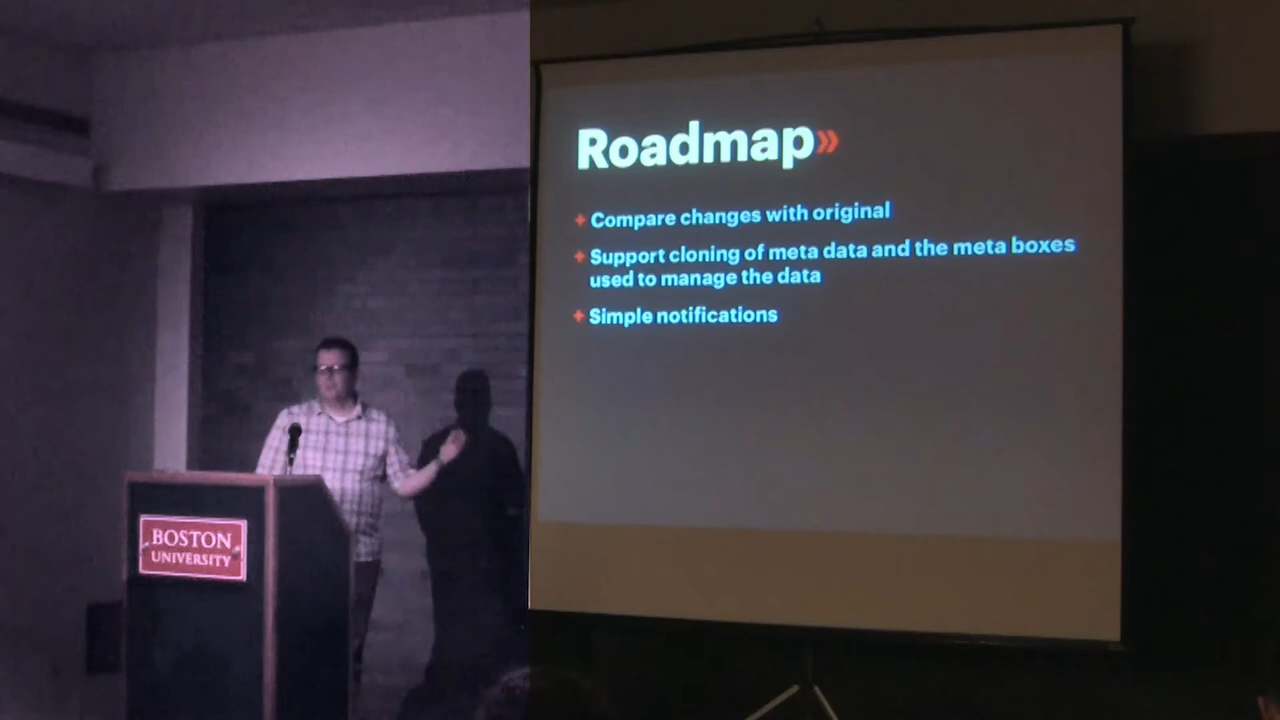 Roadmap»
+ Compare changes with original
+ Support cloning of meta data and the meta boxes
used to manage the data
+ Simple notifications
BOSTON
UNIVERSITY